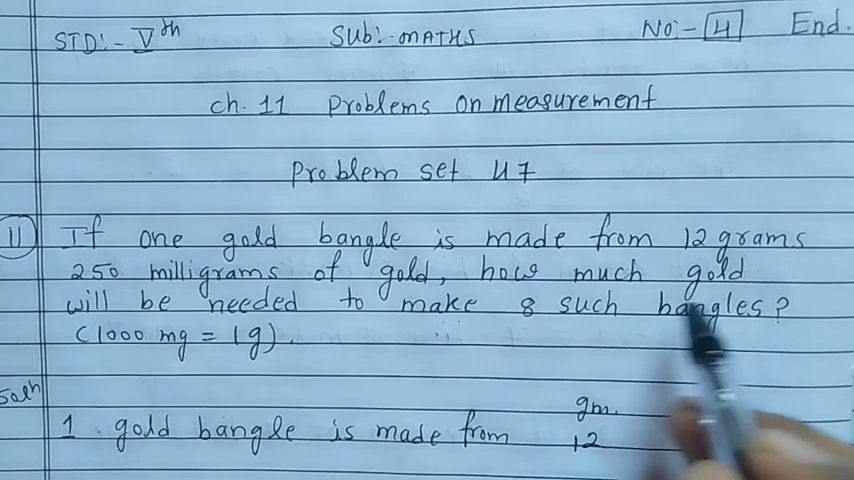 STD:- Vth Sub:- MATHS No:- 4 End.
ch. 11 Problems on measurement
Problem set 47
11 If one gold bangle is made from 12 grams
250 milligrams of gold, how much gold
will be needed to make 8 such bangles?
(1000 mg = 1g).
Solⁿ
gm.
1 gold bangle is made from 12